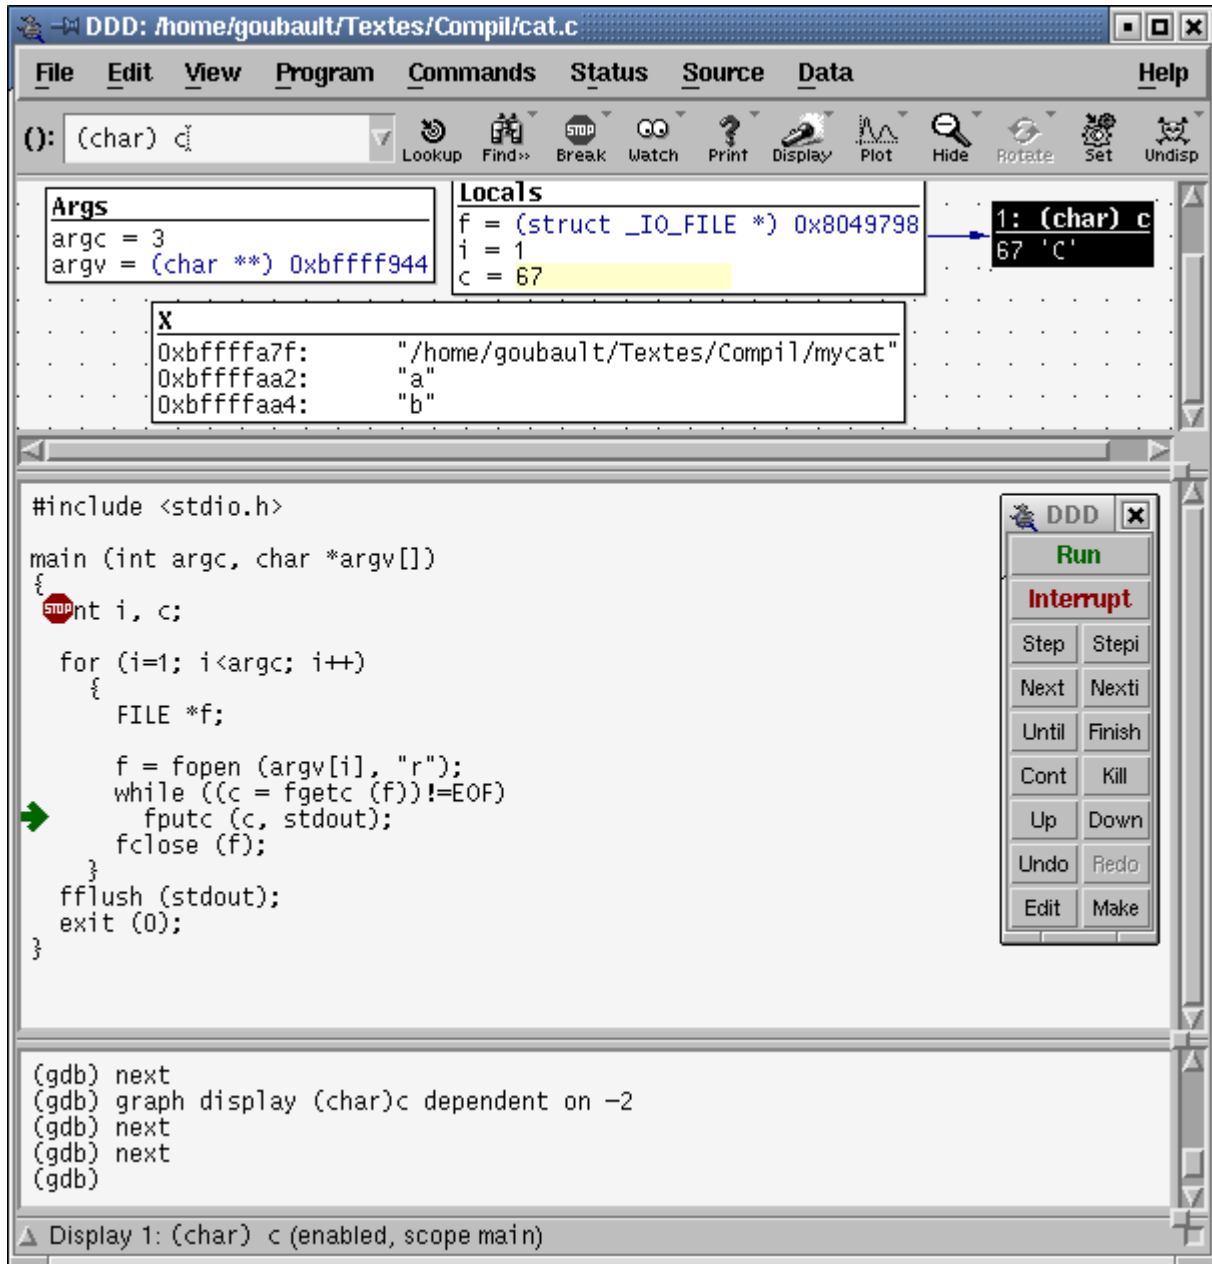 DDD: /home/goubault/Textes/Compil/cat.c
File Edit View Program Commands Status Source Data Help
(): (char) c
Lookup Find» Break Watch Print Display Plot Hide Rotate Set Undisp
STOP
Args
argc = 3
argv = (char **) 0xbffff944
Locals
f = (struct _IO_FILE *) 0x8049798
i = 1
c = 67
1: (char) c
67 'C'
X
0xbffffa7f: "/home/goubault/Textes/Compil/mycat"
0xbffffaa2: "a"
0xbffffaa4: "b"
#include <stdio.h>
main (int argc, char *argv[])
{
STOP nt i, c;
for (i=1; i<argc; i++)
{
FILE *f;
f = fopen (argv[i], "r");
while ((c = fgetc (f))!=EOF)
fputc (c, stdout);
fclose (f);
}
fflush (stdout);
exit (0);
}
DDD
Run
Interrupt
Step Stepi
Next Nexti
Until Finish
Cont Kill
Up Down
Undo Redo
Edit Make
(gdb) next
(gdb) graph display (char)c dependent on -2
(gdb) next
(gdb) next
(gdb)
Display 1: (char) c (enabled, scope main)